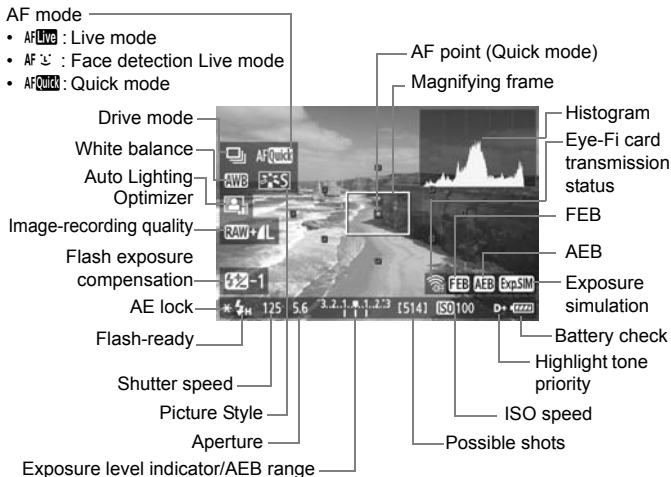 AF mode
• AF Live : Live mode
• AF : Face detection Live mode
• AF Quick : Quick mode
AF point (Quick mode)
Magnifying frame
Drive mode
White balance
Auto Lighting
Optimizer
Image-recording quality
Flash exposure
compensation
AE lock
Flash-ready
Histogram
Eye-Fi card
transmission
status
FEB
AEB
Exposure
simulation
Battery check
Highlight tone
priority
AF Quick
AWB S
RAW+ L
-1
FEB AEB Exp.SIM
125 5.6 3..2..1..1..2..3 [514] ISO 100 D+
Shutter speed
Picture Style
Aperture
Exposure level indicator/AEB range
ISO speed
Possible shots